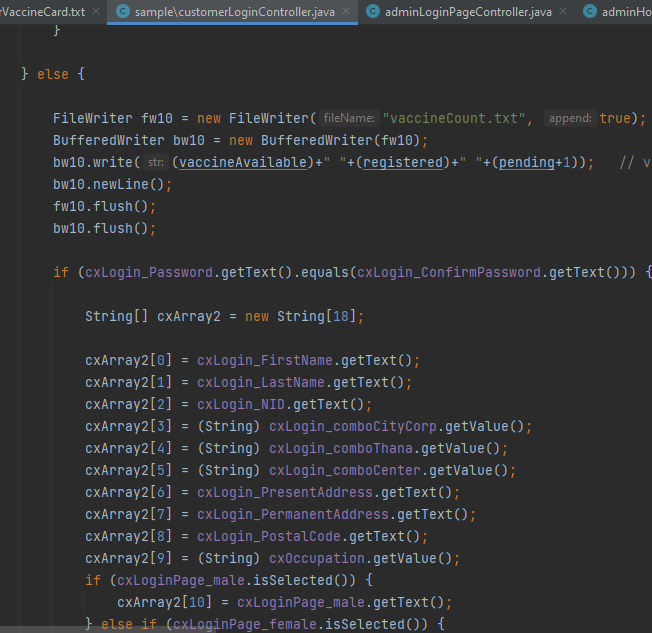 rVaccineCard.txt × sample\customerLoginController.java × adminLoginPageController.java × adminHo
}
} else {
FileWriter fw10 = new FileWriter( fileName: "vaccineCount.txt", append: true);
BufferedWriter bw10 = new BufferedWriter(fw10);
bw10.write( str: (vaccineAvailable)+" "+(registered)+" "+(pending+1)); // v
bw10.newLine();
fw10.flush();
bw10.flush();
if (cxLogin_Password.getText().equals(cxLogin_ConfirmPassword.getText())) {
String[] cxArray2 = new String[18];
cxArray2[0] = cxLogin_FirstName.getText();
cxArray2[1] = cxLogin_LastName.getText();
cxArray2[2] = cxLogin_NID.getText();
cxArray2[3] = (String) cxLogin_comboCityCorp.getValue();
cxArray2[4] = (String) cxLogin_comboThana.getValue();
cxArray2[5] = (String) cxLogin_comboCenter.getValue();
cxArray2[6] = cxLogin_PresentAddress.getText();
cxArray2[7] = cxLogin_PermanentAddress.getText();
cxArray2[8] = cxLogin_PostalCode.getText();
cxArray2[9] = (String) cxOccupation.getValue();
if (cxLoginPage_male.isSelected()) {
cxArray2[10] = cxLoginPage_male.getText();
} else if (cxLoginPage_female.isSelected()) {